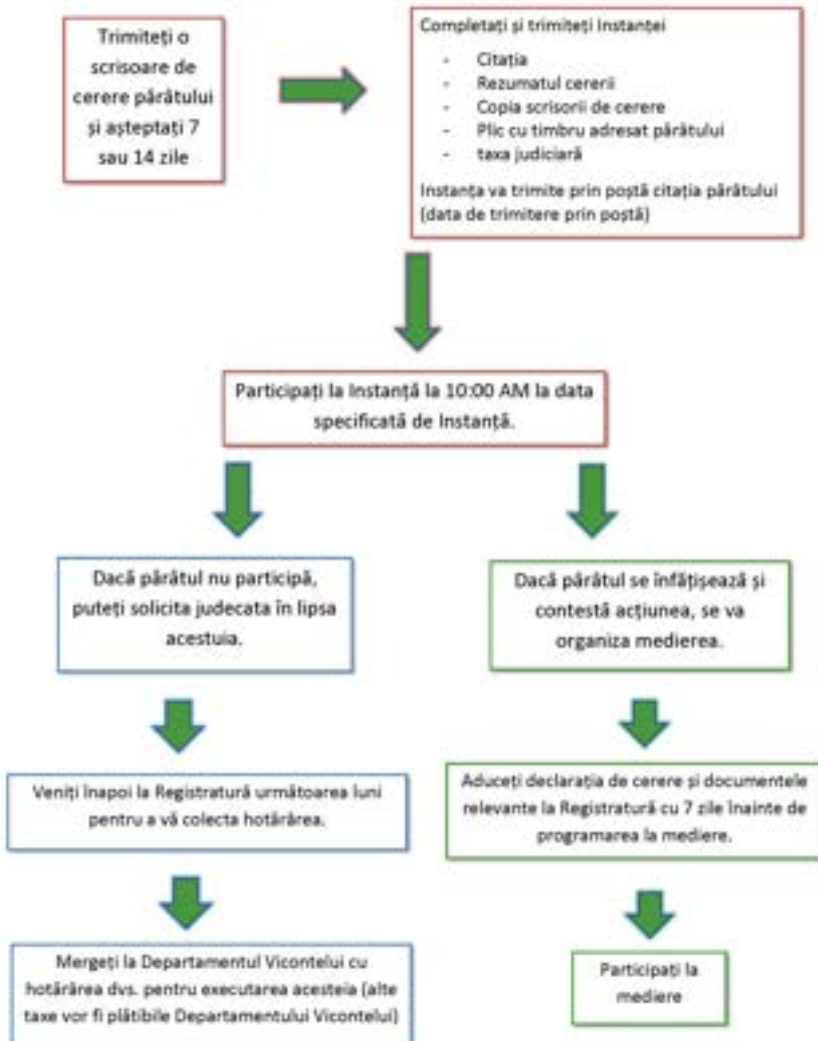 Trimiteți o
scrisoare de
cerere pârâtului
și așteptați 7
sau 14 zile
Completați și trimiteți Instanței
- Citația
- Rezumatul cererii
- Copia scrisorii de cerere
- Plic cu timbru adresat pârâtului
- taxa judiciară
Instanța va trimite prin poștă citația pârâtului
(data de trimitere prin poștă)
Participați la Instanță la 10:00 AM la data
specificată de Instanță.
Dacă pârâtul nu participă,
puteți solicita judecata în lipsa
acestuia.
Dacă pârâtul se înfățișează și
contestă acțiunea, se va
organiza medierea.
Veniți înapoi la Registratură următoarea luni
pentru a vă colecta hotărârea.
Aduceți declarația de cerere și documentele
relevante la Registratură cu 7 zile înainte de
programarea la mediere.
Mergeți la Departamentul Vicontelui cu
hotărârea dvs. pentru executarea acesteia (alte
taxe vor fi plătibile Departamentului Vicontelui)
Participați la
mediere